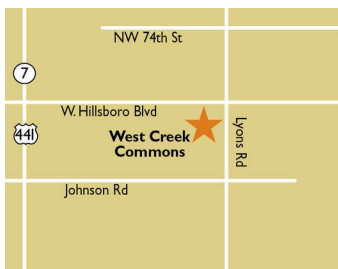 NW 74th St
7
W. Hillsboro Blvd
441
West Creek
Commons
Lyons Rd
Johnson Rd